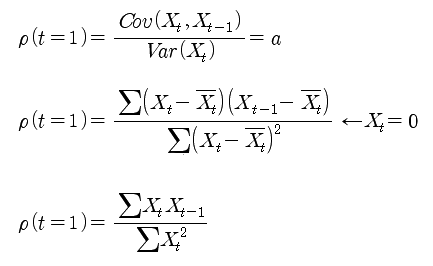 ρ(t=1) = Cov(X_t, X_{t-1}) / Var(X_t) = a
ρ(t=1) = ∑(X_t − X̅_t)(X_{t-1} − X̅_t) / ∑(X_t − X̅_t)^2 ← X_t = 0
ρ(t=1) = ∑X_t X_{t-1} / ∑X_t^2